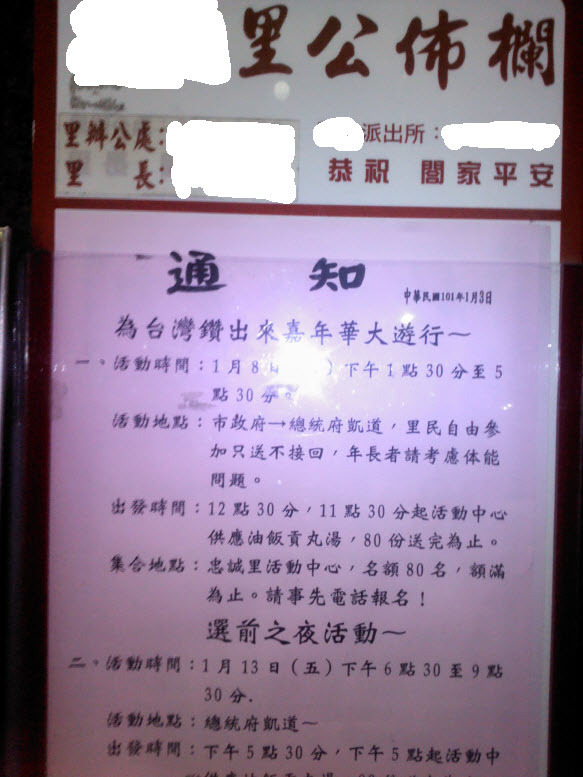 里公佈欄
里辦公處：
派出所：
里　　長：
恭祝　閤家平安
通　知
中華民國101年1月3日
為台灣鑽出來嘉年華大遊行～
一、活動時間：1月8日　）下午1點30分至5
點30分。
活動地點：市政府→總統府凱道，里民自由參
加只送不接回，年長者請考慮体能
問題。
出發時間：12點30分，11點30分起活動中心
供應油飯貢丸湯，80份送完為止。
集合地點：忠誠里活動中心，名額80名，額滿
為止。請事先電話報名！
選前之夜活動～
二、活動時間：1月13日（五）下午6點30至9點
30分.
活動地點：總統府凱道～
出發時間：下午5點30分，下午5點起活動中